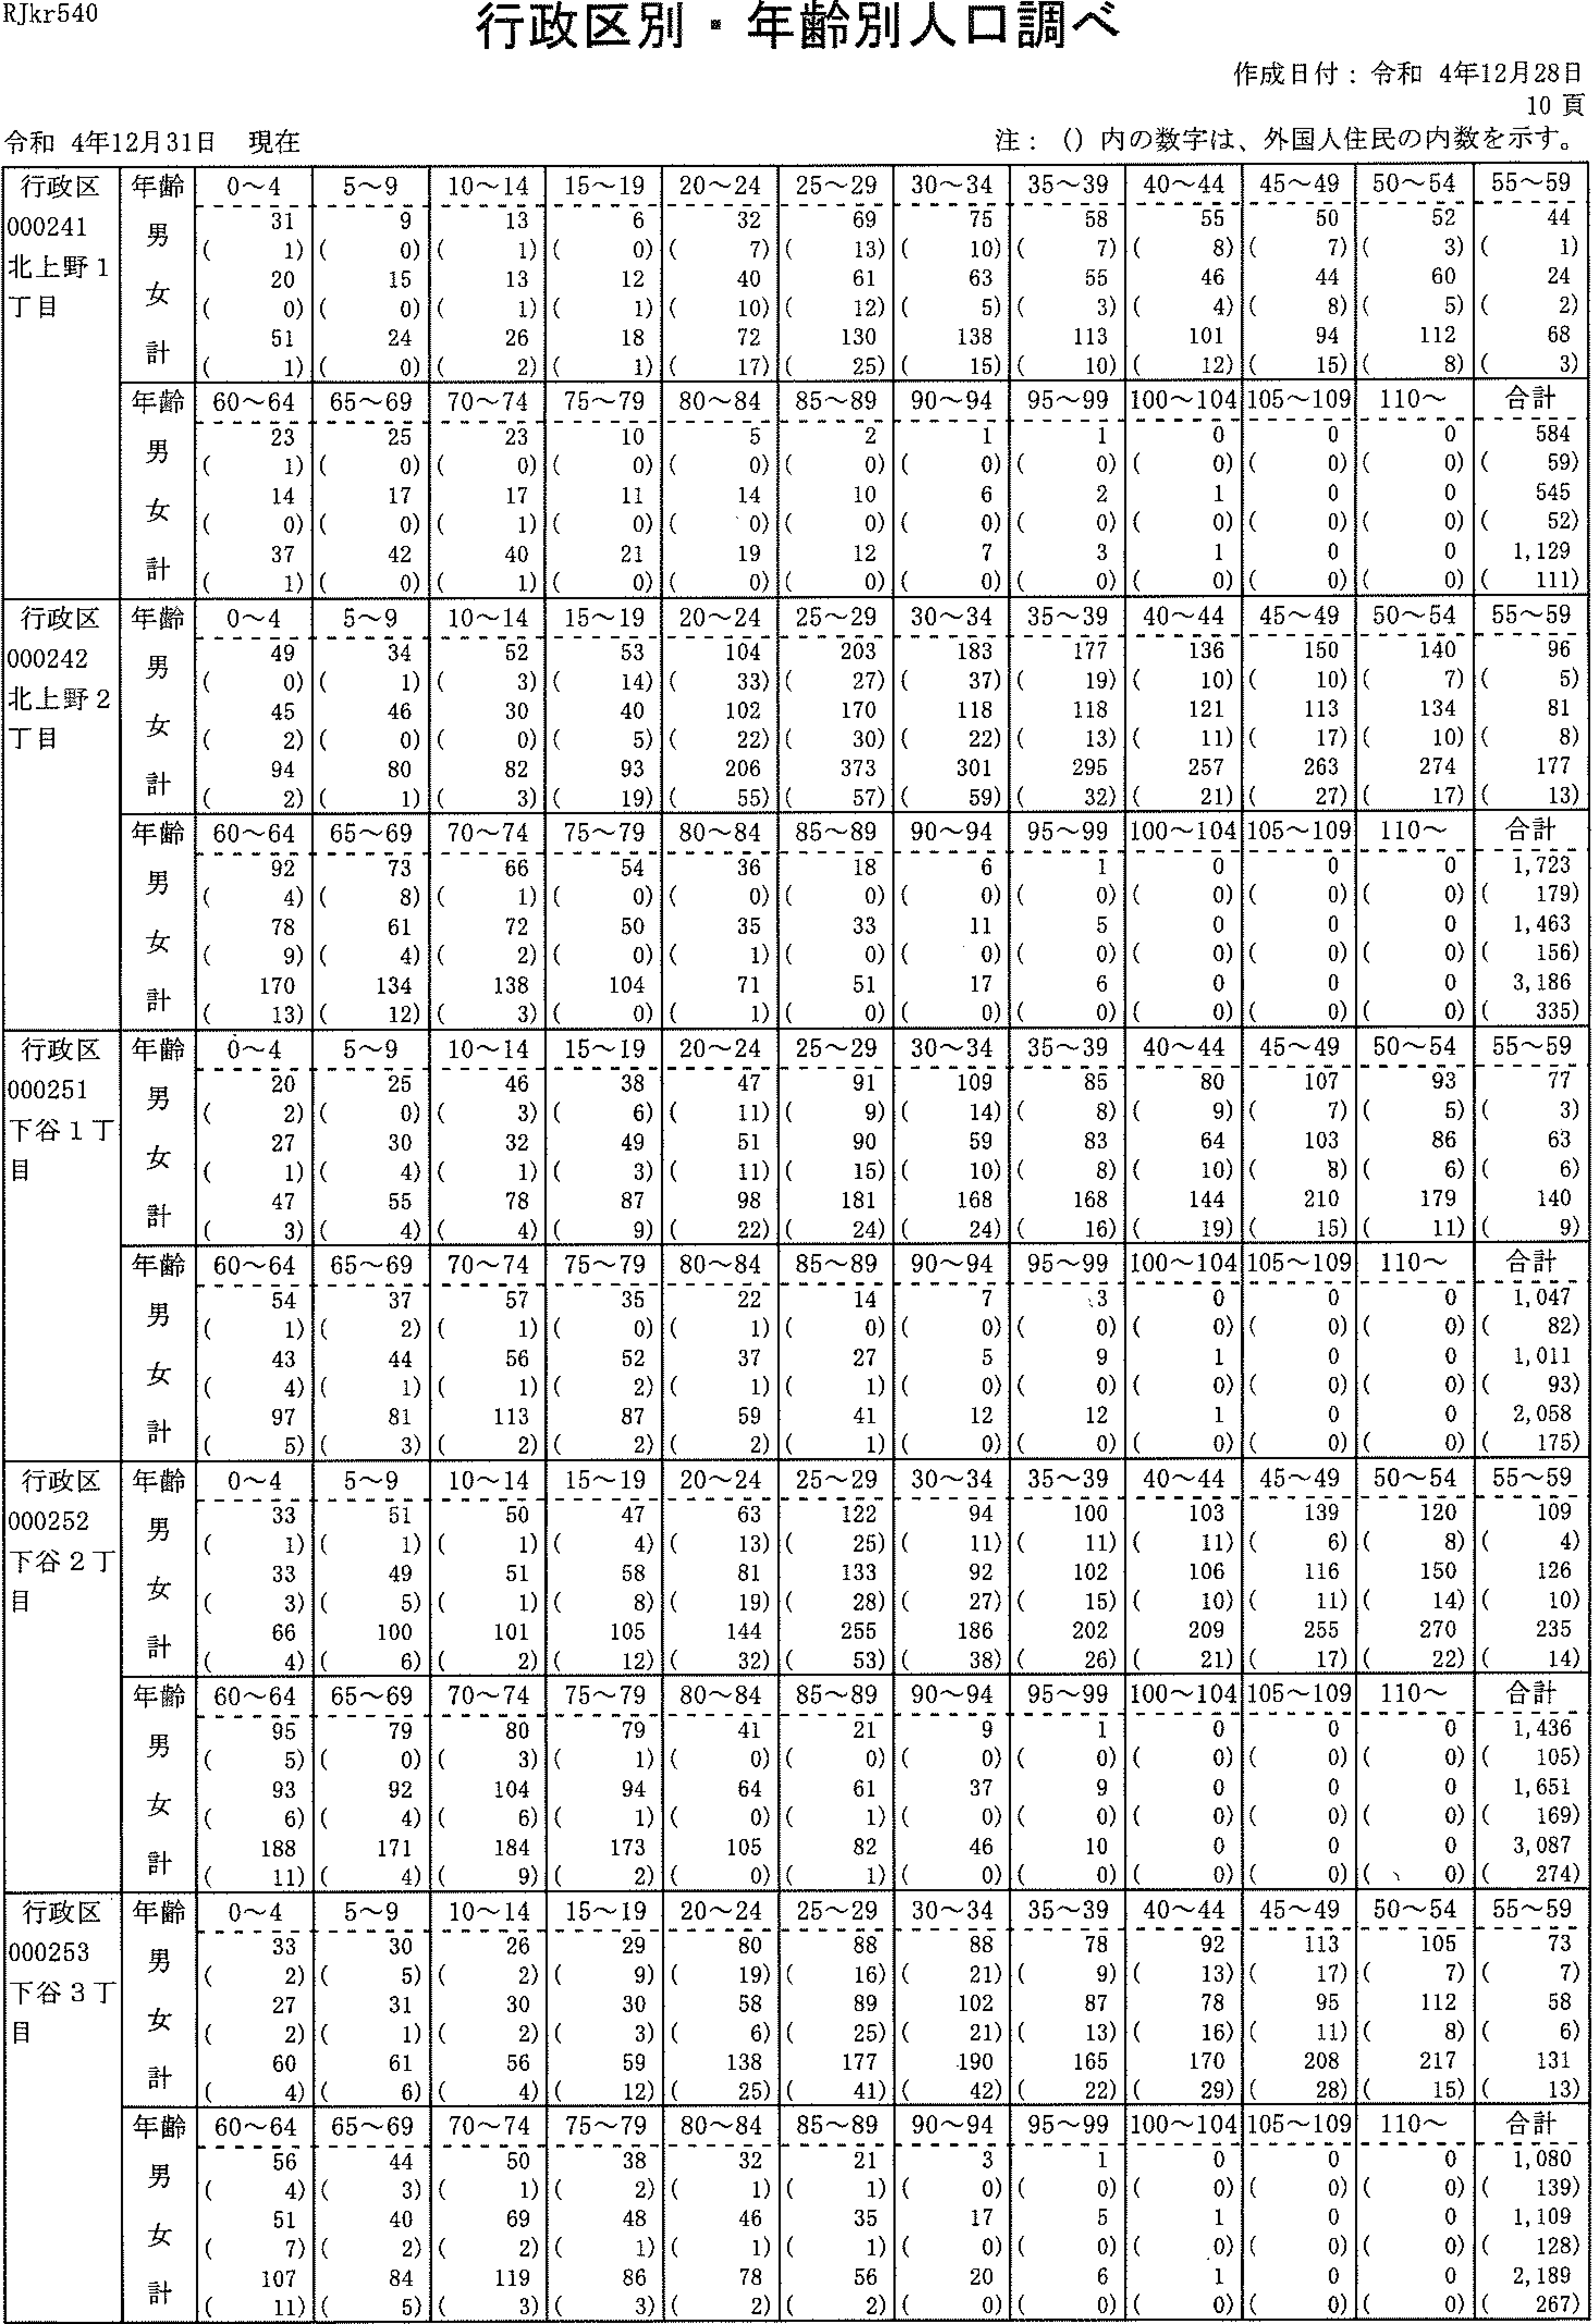 RJkr540
行政区別・年齢別人口調べ
作成日付：令和 4年12月28日
10 頁
令和 4年12月31日 現在
注：（）内の数字は、外国人住民の内数を示す。
行政区 年齢 0～4 5～9 10～14 15～19 20～24 25～29 30～34 35～39 40～44 45～49 50～54 55～59
000241 北上野1丁目
男 31 9 13 6 32 69 75 58 55 50 52 44
( 1) ( 0) ( 1) ( 0) ( 7) ( 13) ( 10) ( 7) ( 8) ( 7) ( 3) ( 1)
女 20 15 13 12 40 61 63 55 46 44 60 24
( 0) ( 0) ( 1) ( 1) ( 10) ( 12) ( 5) ( 3) ( 4) ( 8) ( 5) ( 2)
計 51 24 26 18 72 130 138 113 101 94 112 68
( 1) ( 0) ( 2) ( 1) ( 17) ( 25) ( 15) ( 10) ( 12) ( 15) ( 8) ( 3)
年齢 60～64 65～69 70～74 75～79 80～84 85～89 90～94 95～99 100～104 105～109 110～ 合計
男 23 25 23 10 5 2 1 1 0 0 0 584
( 1) ( 0) ( 0) ( 0) ( 0) ( 0) ( 0) ( 0) ( 0) ( 0) ( 0) ( 59)
女 14 17 17 11 14 10 6 2 1 0 0 545
( 0) ( 0) ( 1) ( 0) ( 0) ( 0) ( 0) ( 0) ( 0) ( 0) ( 0) ( 52)
計 37 42 40 21 19 12 7 3 1 0 0 1,129
( 1) ( 0) ( 1) ( 0) ( 0) ( 0) ( 0) ( 0) ( 0) ( 0) ( 0) ( 111)
行政区 年齢 0～4 5～9 10～14 15～19 20～24 25～29 30～34 35～39 40～44 45～49 50～54 55～59
000242 北上野2丁目
男 49 34 52 53 104 203 183 177 136 150 140 96
( 0) ( 1) ( 3) ( 14) ( 33) ( 27) ( 37) ( 19) ( 10) ( 10) ( 7) ( 5)
女 45 46 30 40 102 170 118 118 121 113 134 81
( 2) ( 0) ( 0) ( 5) ( 22) ( 30) ( 22) ( 13) ( 11) ( 17) ( 10) ( 8)
計 94 80 82 93 206 373 301 295 257 263 274 177
( 2) ( 1) ( 3) ( 19) ( 55) ( 57) ( 59) ( 32) ( 21) ( 27) ( 17) ( 13)
年齢 60～64 65～69 70～74 75～79 80～84 85～89 90～94 95～99 100～104 105～109 110～ 合計
男 92 73 66 54 36 18 6 1 0 0 0 1,723
( 4) ( 8) ( 1) ( 0) ( 0) ( 0) ( 0) ( 0) ( 0) ( 0) ( 0) ( 179)
女 78 61 72 50 35 33 11 5 0 0 0 1,463
( 9) ( 4) ( 2) ( 0) ( 1) ( 0) ( 0) ( 0) ( 0) ( 0) ( 0) ( 156)
計 170 134 138 104 71 51 17 6 0 0 0 3,186
( 13) ( 12) ( 3) ( 0) ( 1) ( 0) ( 0) ( 0) ( 0) ( 0) ( 0) ( 335)
行政区 年齢 0～4 5～9 10～14 15～19 20～24 25～29 30～34 35～39 40～44 45～49 50～54 55～59
000251 下谷1丁目
男 20 25 46 38 47 91 109 85 80 107 93 77
( 2) ( 0) ( 3) ( 6) ( 11) ( 9) ( 14) ( 8) ( 9) ( 7) ( 5) ( 3)
女 27 30 32 49 51 90 59 83 64 103 86 63
( 1) ( 4) ( 1) ( 3) ( 11) ( 15) ( 10) ( 8) ( 10) ( 8) ( 6) ( 6)
計 47 55 78 87 98 181 168 168 144 210 179 140
( 3) ( 4) ( 4) ( 9) ( 22) ( 24) ( 24) ( 16) ( 19) ( 15) ( 11) ( 9)
年齢 60～64 65～69 70～74 75～79 80～84 85～89 90～94 95～99 100～104 105～109 110～ 合計
男 54 37 57 35 22 14 7 3 0 0 0 1,047
( 1) ( 2) ( 1) ( 0) ( 1) ( 0) ( 0) ( 0) ( 0) ( 0) ( 0) ( 82)
女 43 44 56 52 37 27 5 9 1 0 0 1,011
( 4) ( 1) ( 1) ( 2) ( 1) ( 1) ( 0) ( 0) ( 0) ( 0) ( 0) ( 93)
計 97 81 113 87 59 41 12 12 1 0 0 2,058
( 5) ( 3) ( 2) ( 2) ( 2) ( 1) ( 0) ( 0) ( 0) ( 0) ( 0) ( 175)
行政区 年齢 0～4 5～9 10～14 15～19 20～24 25～29 30～34 35～39 40～44 45～49 50～54 55～59
000252 下谷2丁目
男 33 51 50 47 63 122 94 100 103 139 120 109
( 1) ( 1) ( 1) ( 4) ( 13) ( 25) ( 11) ( 11) ( 11) ( 6) ( 8) ( 4)
女 33 49 51 58 81 133 92 102 106 116 150 126
( 3) ( 5) ( 1) ( 8) ( 19) ( 28) ( 27) ( 15) ( 10) ( 11) ( 14) ( 10)
計 66 100 101 105 144 255 186 202 209 255 270 235
( 4) ( 6) ( 2) ( 12) ( 32) ( 53) ( 38) ( 26) ( 21) ( 17) ( 22) ( 14)
年齢 60～64 65～69 70～74 75～79 80～84 85～89 90～94 95～99 100～104 105～109 110～ 合計
男 95 79 80 79 41 21 9 1 0 0 0 1,436
( 5) ( 0) ( 3) ( 1) ( 0) ( 0) ( 0) ( 0) ( 0) ( 0) ( 0) ( 105)
女 93 92 104 94 64 61 37 9 0 0 0 1,651
( 6) ( 4) ( 6) ( 1) ( 0) ( 1) ( 0) ( 0) ( 0) ( 0) ( 0) ( 169)
計 188 171 184 173 105 82 46 10 0 0 0 3,087
( 11) ( 4) ( 9) ( 2) ( 0) ( 1) ( 0) ( 0) ( 0) ( 0) ( 0) ( 274)
行政区 年齢 0～4 5～9 10～14 15～19 20～24 25～29 30～34 35～39 40～44 45～49 50～54 55～59
000253 下谷3丁目
男 33 30 26 29 80 88 88 78 92 113 105 73
( 2) ( 5) ( 2) ( 9) ( 19) ( 16) ( 21) ( 9) ( 13) ( 17) ( 7) ( 7)
女 27 31 30 30 58 89 102 87 78 95 112 58
( 2) ( 1) ( 2) ( 3) ( 6) ( 25) ( 21) ( 13) ( 16) ( 11) ( 8) ( 6)
計 60 61 56 59 138 177 190 165 170 208 217 131
( 4) ( 6) ( 4) ( 12) ( 25) ( 41) ( 42) ( 22) ( 29) ( 28) ( 15) ( 13)
年齢 60～64 65～69 70～74 75～79 80～84 85～89 90～94 95～99 100～104 105～109 110～ 合計
男 56 44 50 38 32 21 3 1 0 0 0 1,080
( 4) ( 3) ( 1) ( 2) ( 1) ( 1) ( 0) ( 0) ( 0) ( 0) ( 0) ( 139)
女 51 40 69 48 46 35 17 5 1 0 0 1,109
( 7) ( 2) ( 2) ( 1) ( 1) ( 1) ( 0) ( 0) ( 0) ( 0) ( 0) ( 128)
計 107 84 119 86 78 56 20 6 1 0 0 2,189
( 11) ( 5) ( 3) ( 3) ( 2) ( 2) ( 0) ( 0) ( 0) ( 0) ( 0) ( 267)